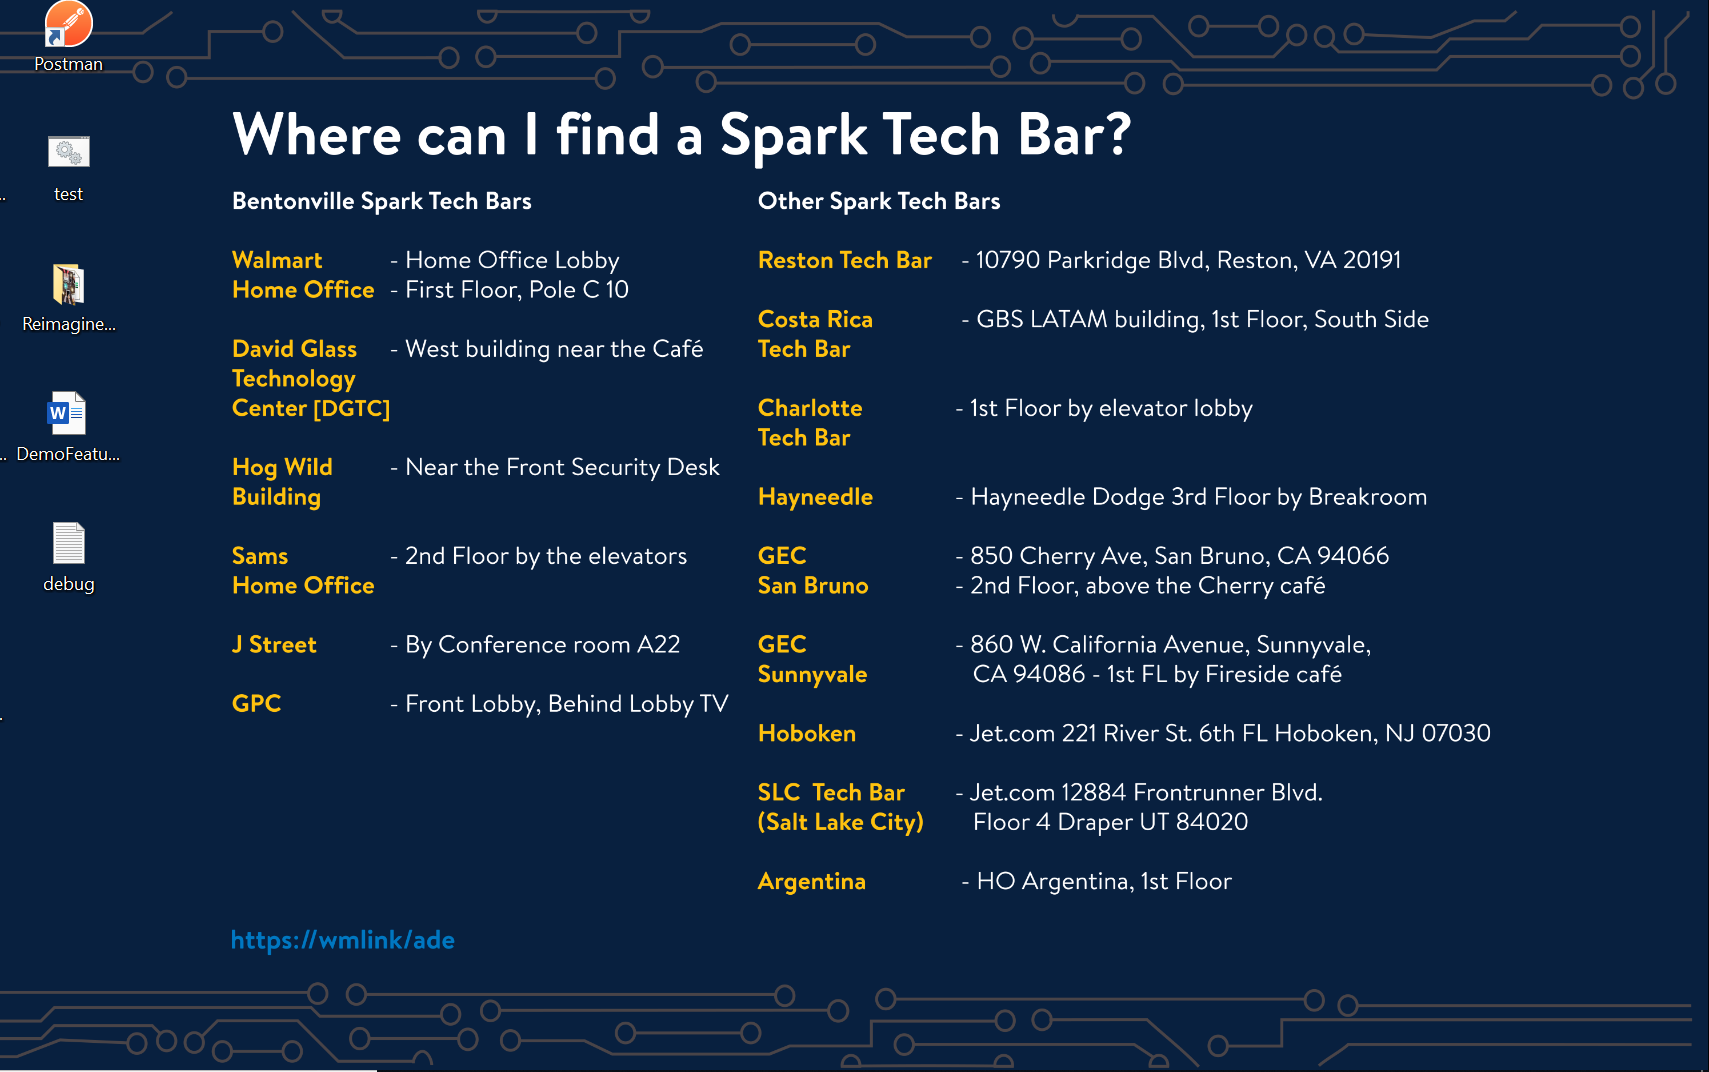 Postman
test
Reimagine...
DemoFeatu...
debug
Where can I find a Spark Tech Bar?
Bentonville Spark Tech Bars
Walmart - Home Office Lobby
Home Office - First Floor, Pole C 10
David Glass - West building near the Café
Technology
Center [DGTC]
Hog Wild - Near the Front Security Desk
Building
Sams - 2nd Floor by the elevators
Home Office
J Street - By Conference room A22
GPC - Front Lobby, Behind Lobby TV
https://wmlink/ade
Other Spark Tech Bars
Reston Tech Bar - 10790 Parkridge Blvd, Reston, VA 20191
Costa Rica - GBS LATAM building, 1st Floor, South Side
Tech Bar
Charlotte - 1st Floor by elevator lobby
Tech Bar
Hayneedle - Hayneedle Dodge 3rd Floor by Breakroom
GEC - 850 Cherry Ave, San Bruno, CA 94066
San Bruno - 2nd Floor, above the Cherry café
GEC - 860 W. California Avenue, Sunnyvale,
Sunnyvale CA 94086 - 1st FL by Fireside café
Hoboken - Jet.com 221 River St. 6th FL Hoboken, NJ 07030
SLC Tech Bar - Jet.com 12884 Frontrunner Blvd.
(Salt Lake City) Floor 4 Draper UT 84020
Argentina - HO Argentina, 1st Floor